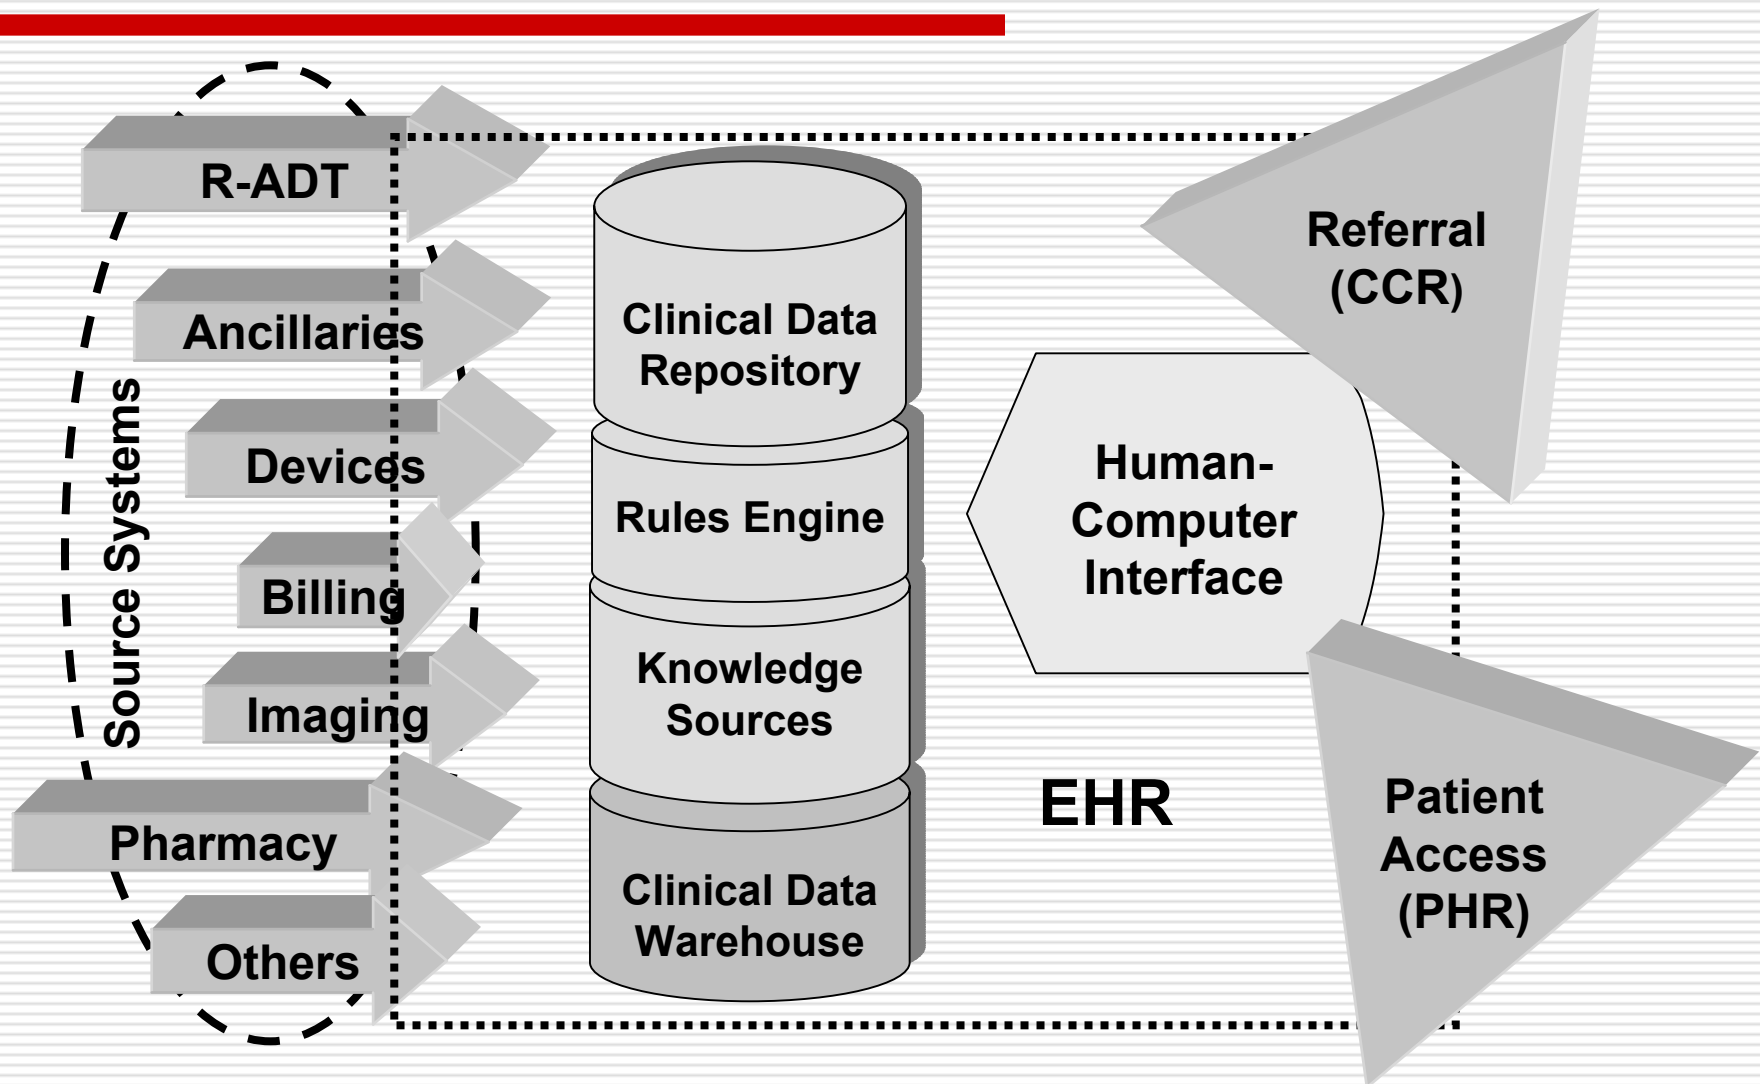 Source Systems
R-ADT
Ancillaries
Devices
Billing
Imaging
Pharmacy
Others
Clinical Data
Repository
Rules Engine
Knowledge
Sources
Clinical Data
Warehouse
Human-
Computer
Interface
EHR
Referral
(CCR)
Patient
Access
(PHR)